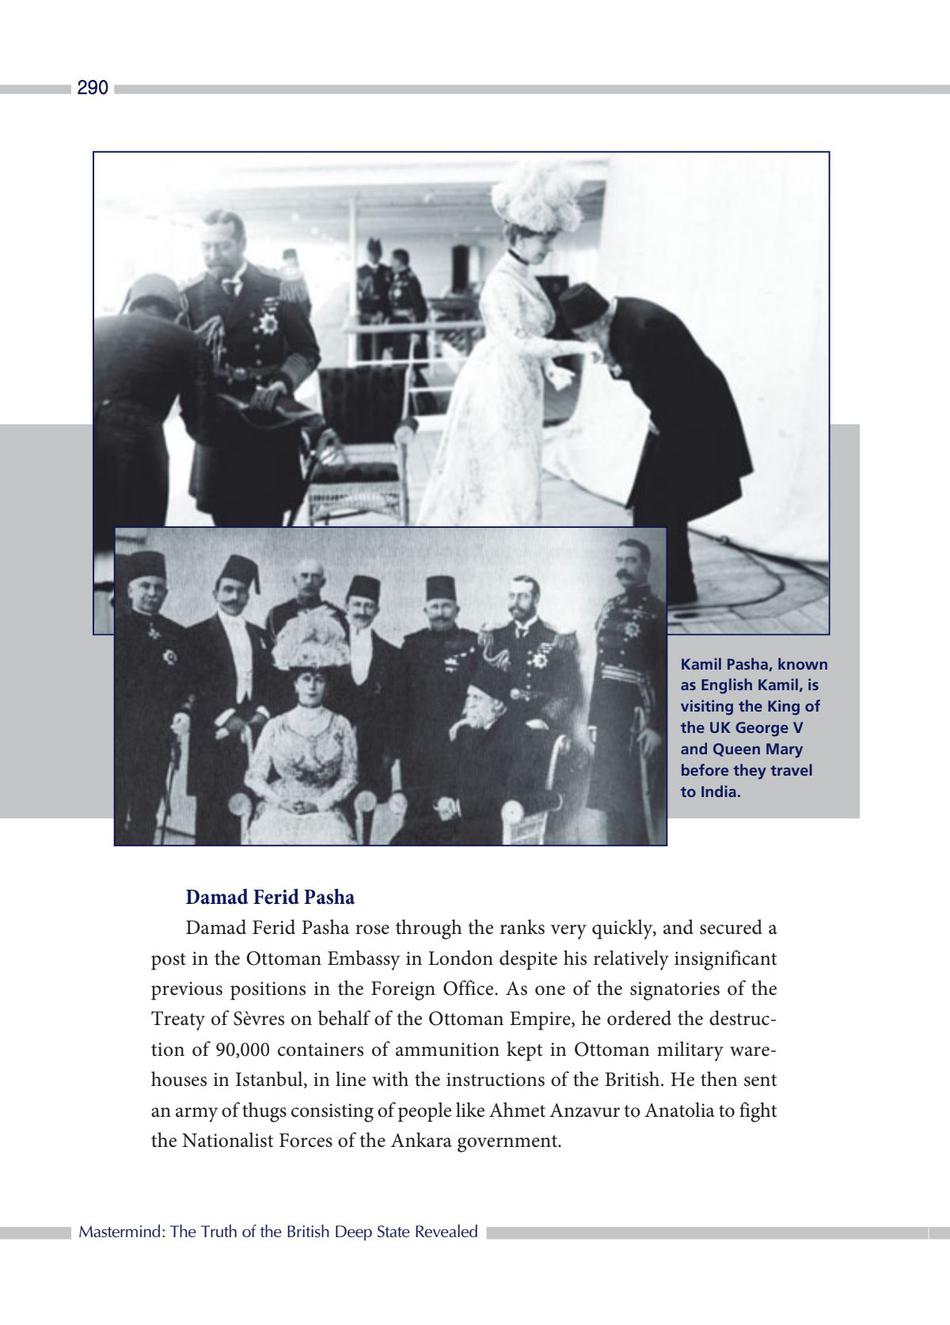 290
Kamil Pasha, known
as English Kamil, is
visiting the King of
the UK George V
and Queen Mary
before they travel
to India.
Damad Ferid Pasha
Damad Ferid Pasha rose through the ranks very quickly, and secured a
post in the Ottoman Embassy in London despite his relatively insignificant
previous positions in the Foreign Office. As one of the signatories of the
Treaty of Sèvres on behalf of the Ottoman Empire, he ordered the destruc-
tion of 90,000 containers of ammunition kept in Ottoman military ware-
houses in Istanbul, in line with the instructions of the British. He then sent
an army of thugs consisting of people like Ahmet Anzavur to Anatolia to fight
the Nationalist Forces of the Ankara government.
Mastermind: The Truth of the British Deep State Revealed